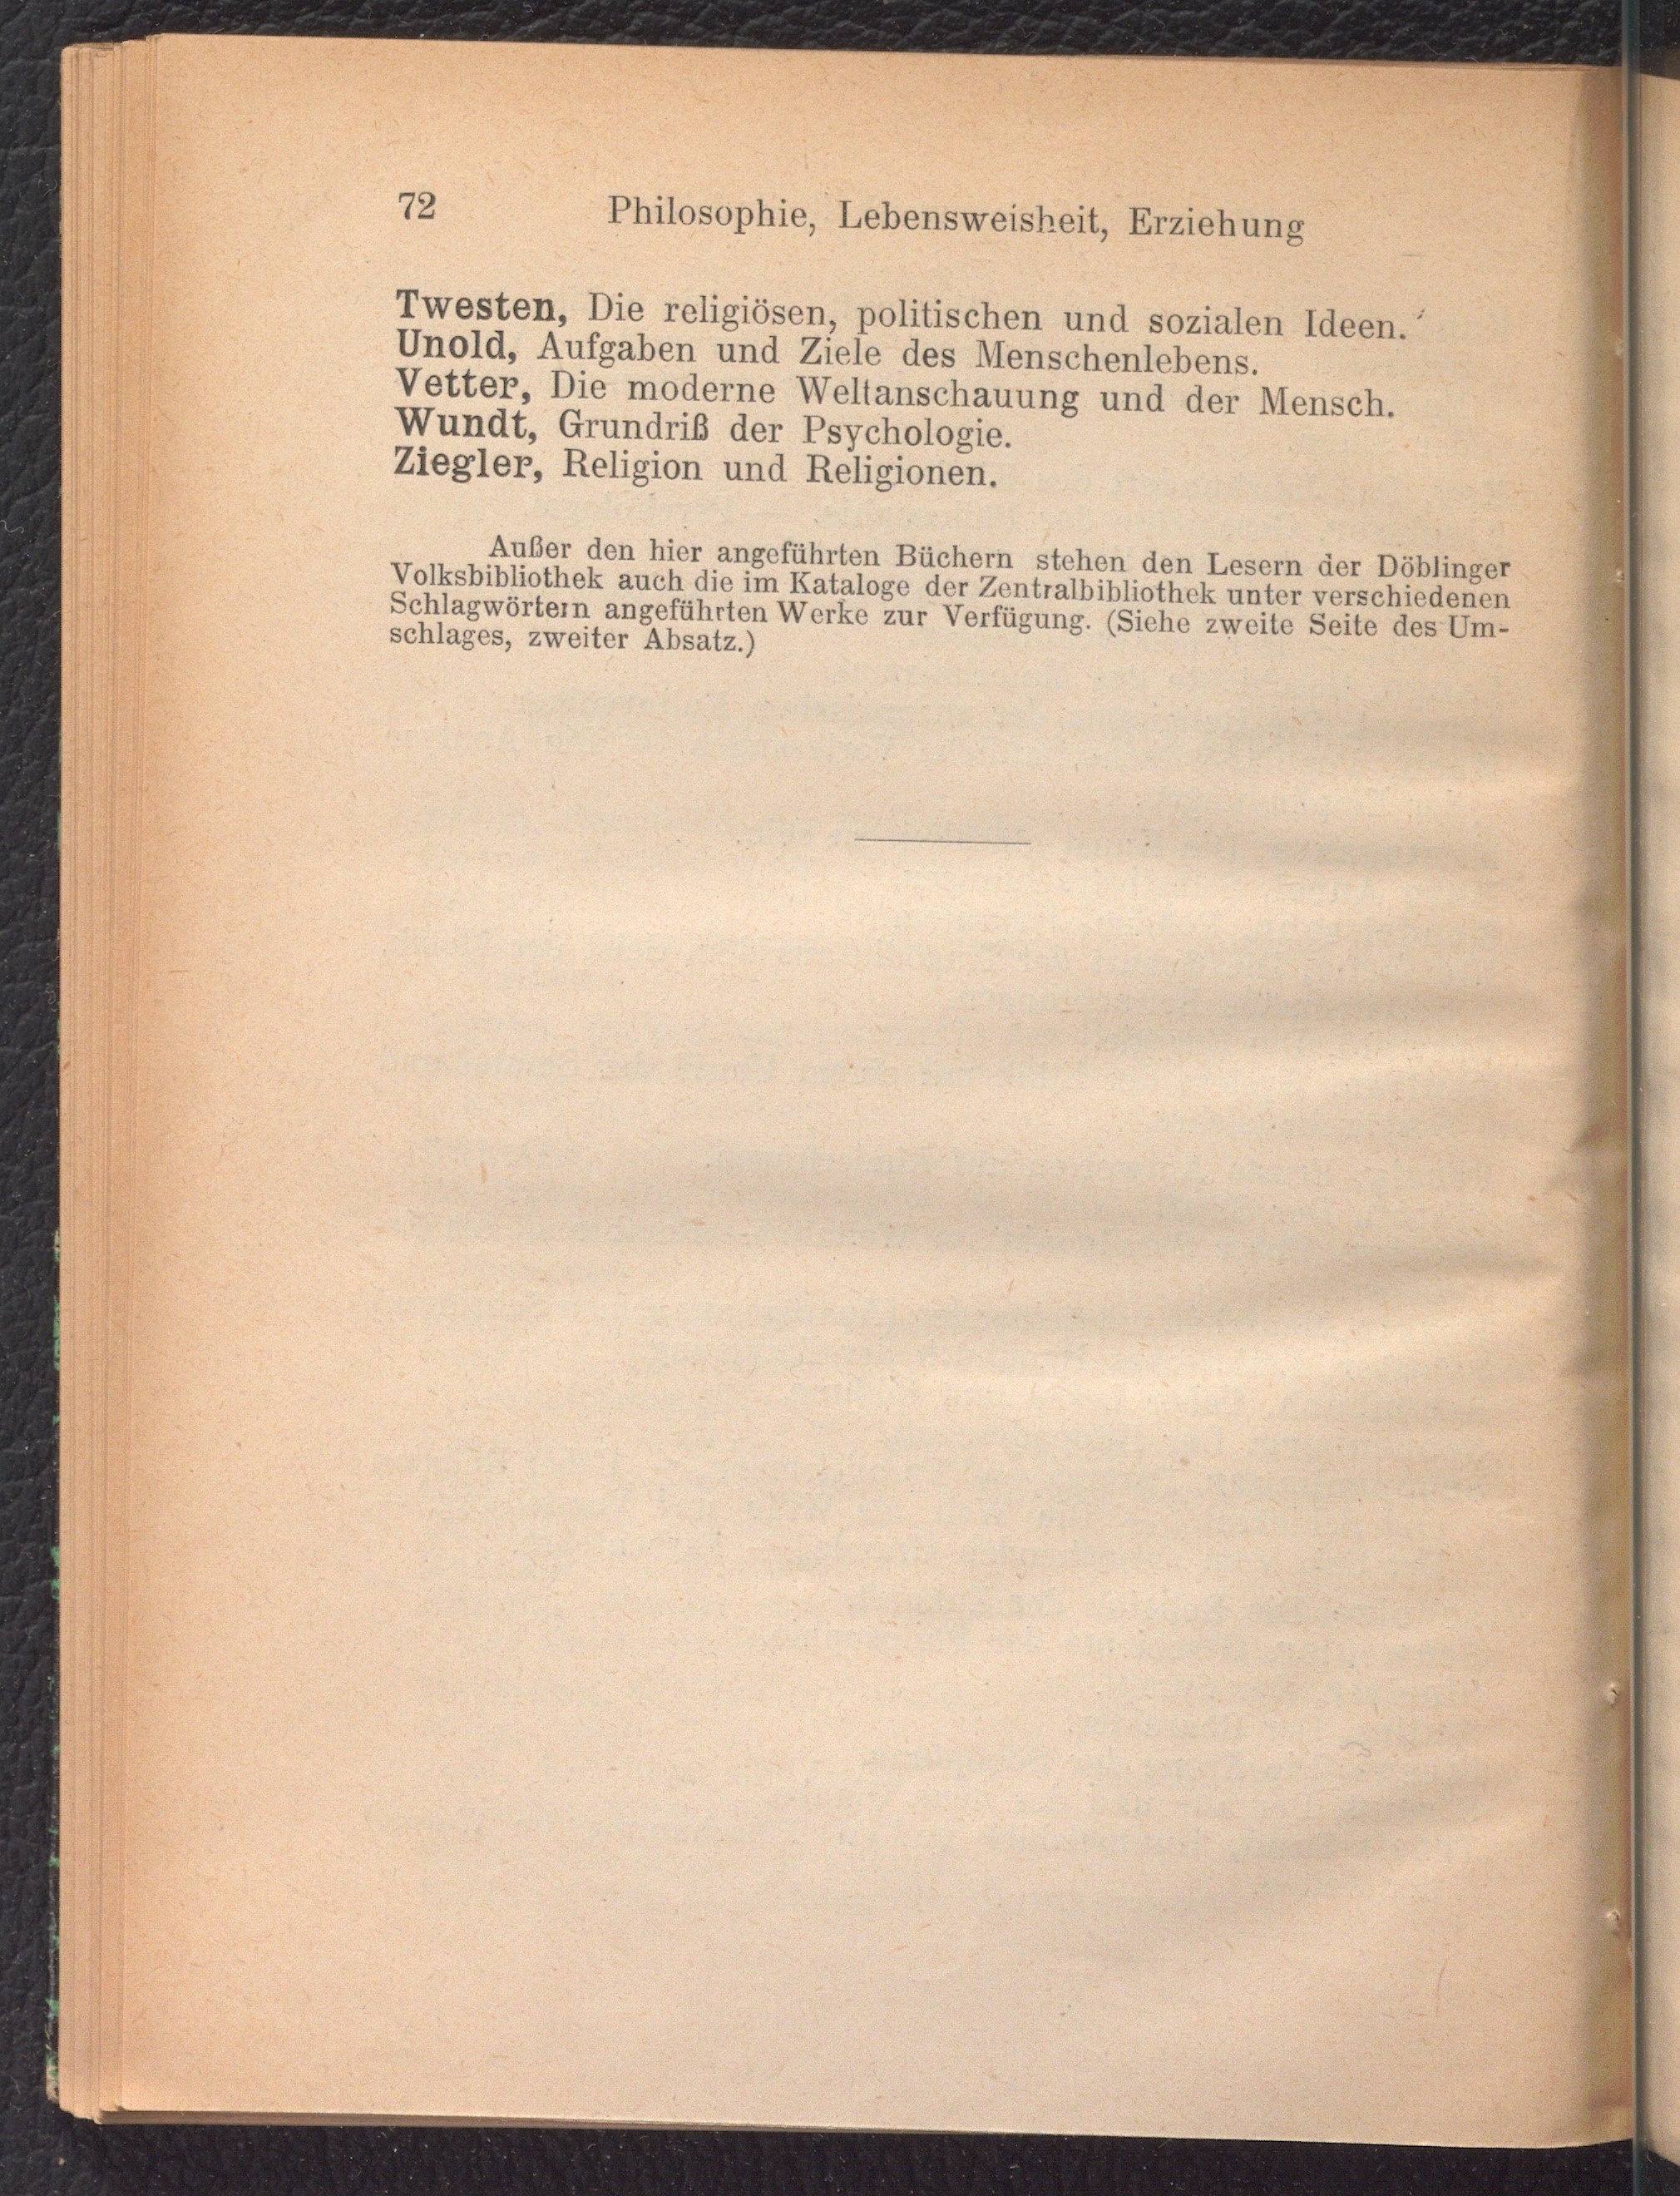 72 Philosophie, Lebensweisheit, Erziehung
Twesten, Die religiösen, politischen und sozialen Ideen.
Unold, Aufgaben und Ziele des Menschenlebens.
Vetter, Die moderne Weltanschauung und der Mensch.
Wundt, Grundriß der Psychologie.
Ziegler, Religion und Religionen.
Außer den hier angeführten Büchern stehen den Lesern der Döblinger
Volksbibliothek auch die im Kataloge der Zentralbibliothek unter verschiedenen
Schlagwörtern angeführten Werke zur Verfügung. (Siehe zweite Seite des Um-
schlages, zweiter Absatz.)